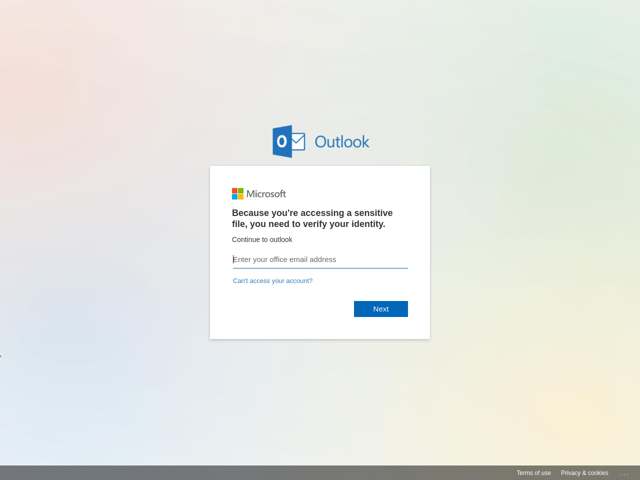 Outlook
Microsoft
Because you're accessing a sensitive
file, you need to verify your identity.
Continue to outlook
Enter your office email address
Can't access your account?
Next
Terms of use Privacy & cookies ...